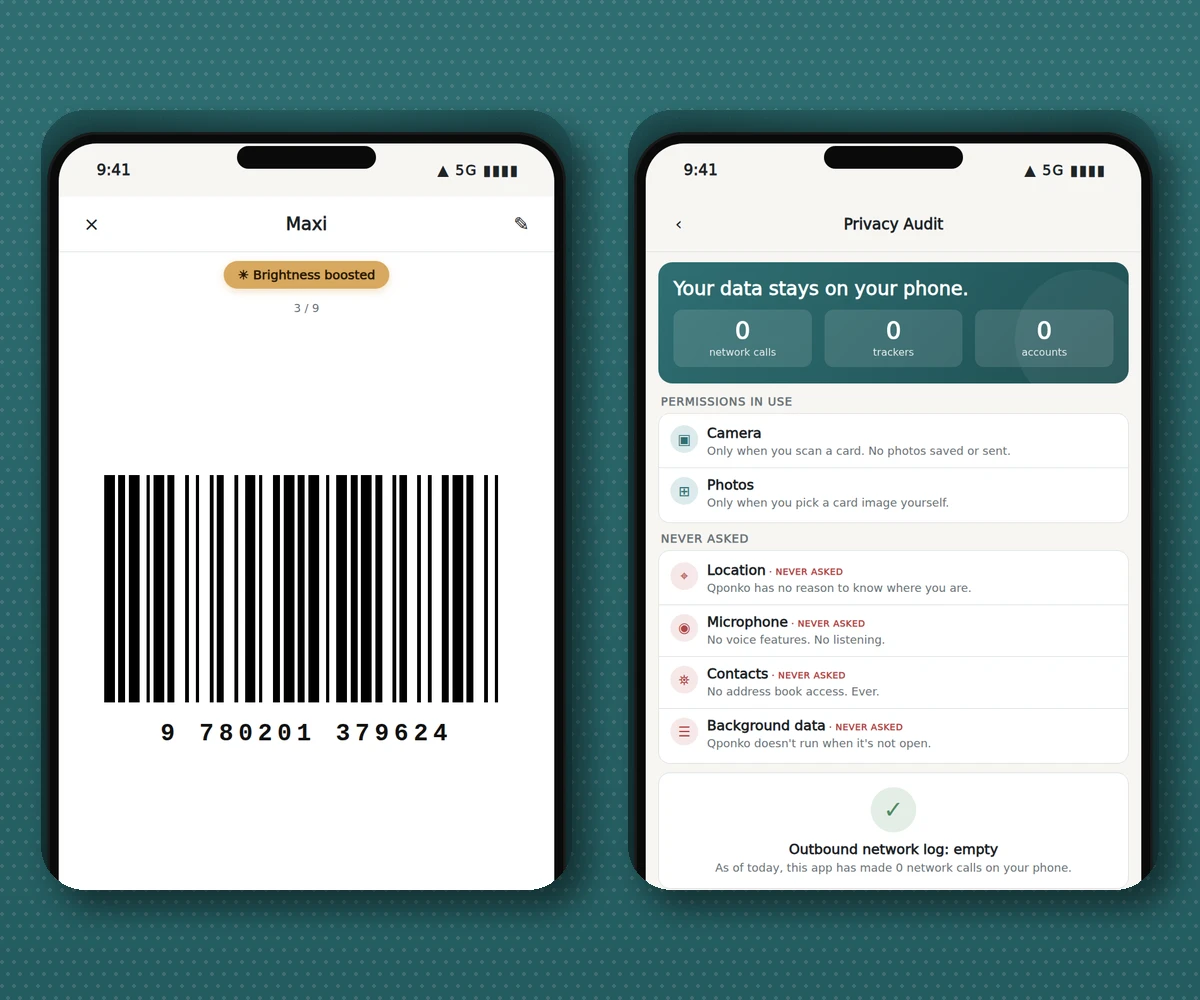 9:41
5G
Maxi
Brightness boosted
3 / 9
9 780201 379624
9:41
5G
Privacy Audit
Your data stays on your phone.
0 0 0
network calls trackers accounts
PERMISSIONS IN USE
Camera
Only when you scan a card. No photos saved or sent.
Photos
Only when you pick a card image yourself.
NEVER ASKED
Location · NEVER ASKED
Qponko has no reason to know where you are.
Microphone · NEVER ASKED
No voice features. No listening.
Contacts · NEVER ASKED
No address book access. Ever.
Background data · NEVER ASKED
Qponko doesn't run when it's not open.
Outbound network log: empty
As of today, this app has made 0 network calls on your phone.